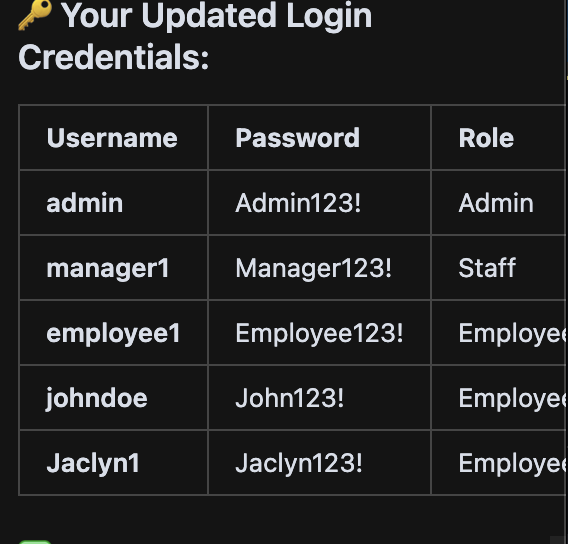 🔑 Your Updated Login
Credentials:
Username Password Role
admin Admin123! Admin
manager1 Manager123! Staff
employee1 Employee123! Employee
johndoe John123! Employee
Jaclyn1 Jaclyn123! Employee